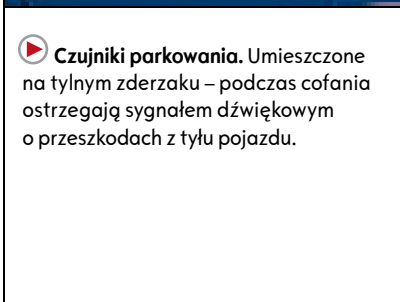 Czujniki parkowania. Umieszczone
na tylnym zderzaku – podczas cofania
ostrzegają sygnałem dźwiękowym
o przeszkodach z tyłu pojazdu.